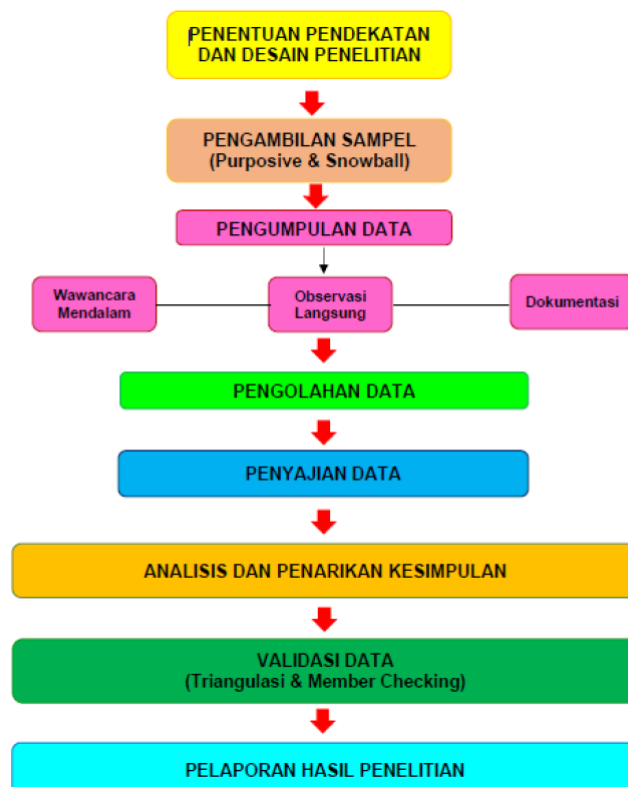 PENENTUAN PENDEKATAN
DAN DESAIN PENELITIAN
PENGAMBILAN SAMPEL
(Purposive & Snowball)
PENGUMPULAN DATA
Wawancara
Mendalam
Observasi
Langsung
Dokumentasi
PENGOLAHAN DATA
PENYAJIAN DATA
ANALISIS DAN PENARIKAN KESIMPULAN
VALIDASI DATA
(Triangulasi & Member Checking)
PELAPORAN HASIL PENELITIAN